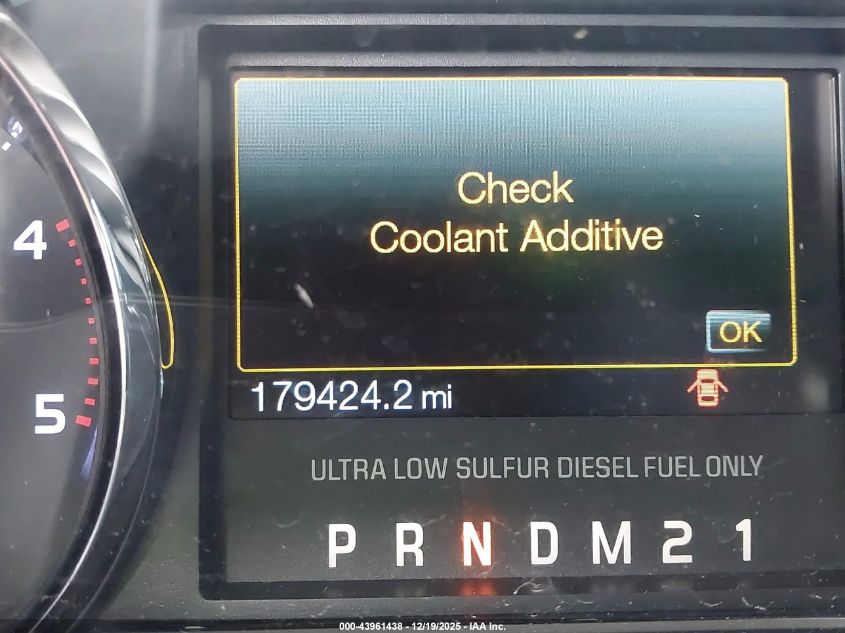 Check
Coolant Additive
OK
4
179424.2 mi
5
ULTRA LOW SULFUR DIESEL FUEL ONLY
P R N D M 2 1
000-43961438 - 12/19/2025 - IAA Inc.